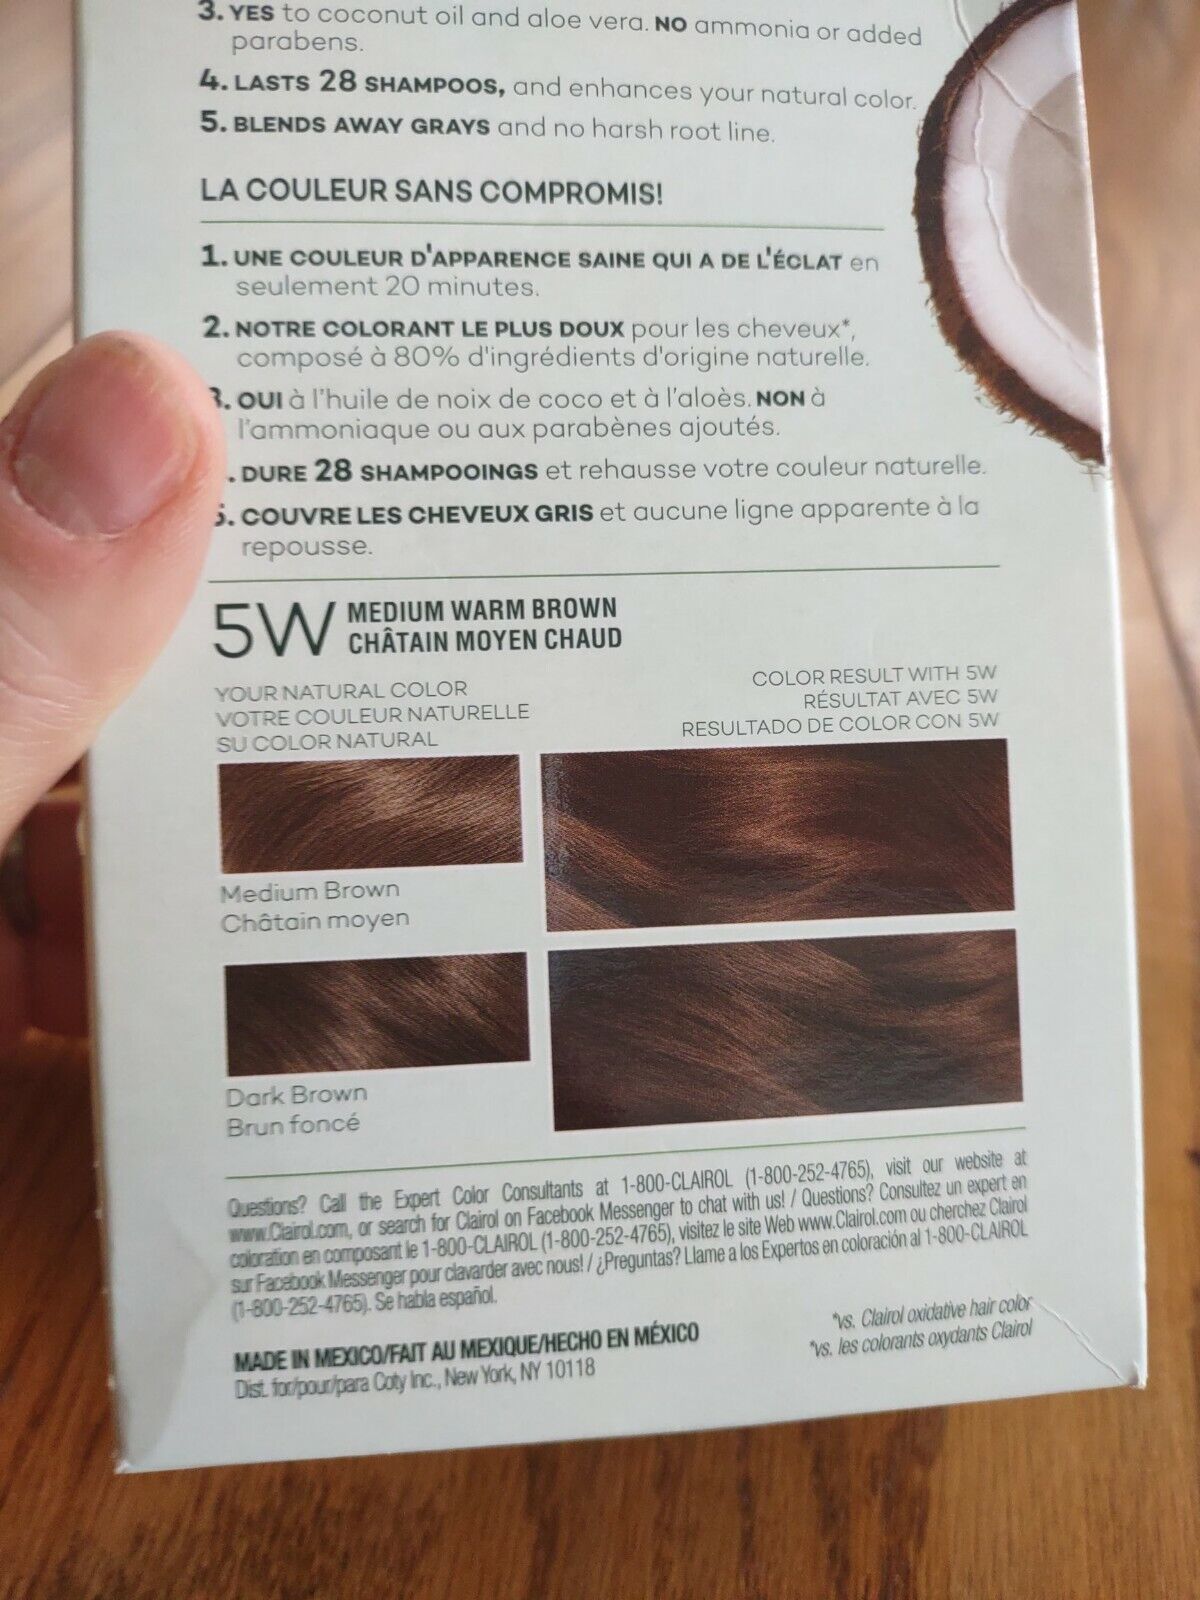 3. YES to coconut oil and aloe vera. NO ammonia or added
parabens.
4. LASTS 28 SHAMPOOS, and enhances your natural color.
5. BLENDS AWAY GRAYS and no harsh root line.
LA COULEUR SANS COMPROMIS!
1. UNE COULEUR D'APPARENCE SAINE QUI A DE L'ÉCLAT en
seulement 20 minutes.
2. NOTRE COLORANT LE PLUS DOUX pour les cheveux*,
composé à 80% d'ingrédients d'origine naturelle.
3. OUI à l'huile de noix de coco et à l'aloès. NON à
l'ammoniaque ou aux parabènes ajoutés.
. DURE 28 SHAMPOOINGS et rehausse votre couleur naturelle.
5. COUVRE LES CHEVEUX GRIS et aucune ligne apparente à la
repousse.
5W MEDIUM WARM BROWN
CHÂTAIN MOYEN CHAUD
YOUR NATURAL COLOR
VOTRE COULEUR NATURELLE
SU COLOR NATURAL
COLOR RESULT WITH 5W
RÉSULTAT AVEC 5W
RESULTADO DE COLOR CON 5W
Medium Brown
Châtain moyen
Dark Brown
Brun foncé
Questions? Call the Expert Color Consultants at 1-800-CLAIROL (1-800-252-4765), visit our website at
www.Clairol.com, or search for Clairol on Facebook Messenger to chat with us! / Questions? Consultez un expert en
coloration en composant le 1-800-CLAIROL (1-800-252-4765), visitez le site Web www.Clairol.com ou cherchez Clairol
sur Facebook Messenger pour clavarder avec nous! / ¿Preguntas? Llame a los Expertos en coloración al 1-800-CLAIROL
(1-800-252-4765). Se habla español.
MADE IN MEXICO/FAIT AU MEXIQUE/HECHO EN MÉXICO
Dist. for/pour/para Coty Inc., New York, NY 10118
*vs. Clairol oxidative hair color
*vs. les colorants oxydants Clairol